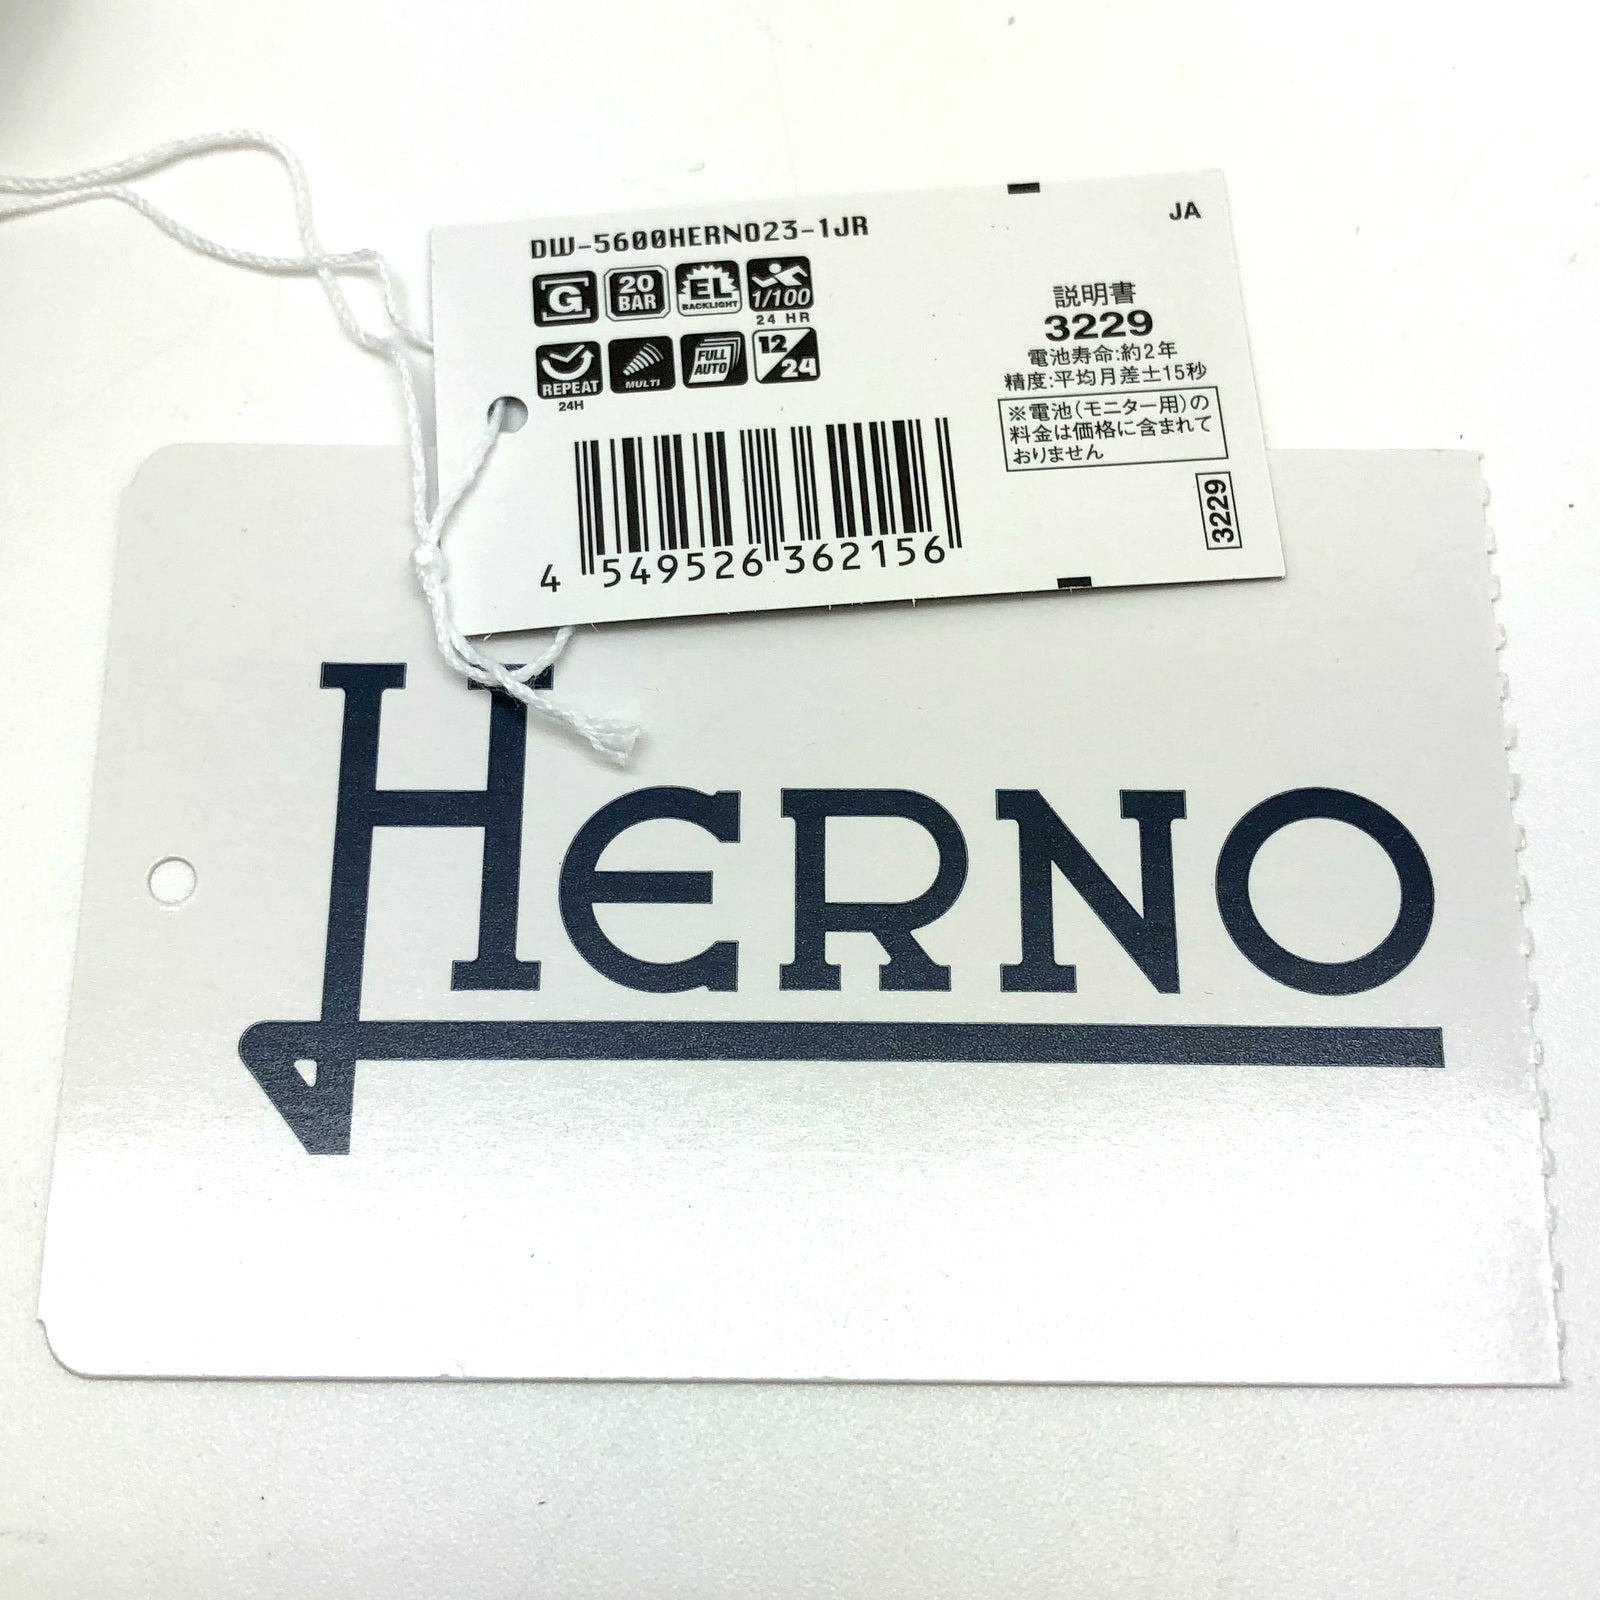 DW-5600HERNO23-1JR
JA
G
20
BAR
EL
BACKLIGHT
1/100
24 HR
REPEAT
24H
MULTI
FULL
AUTO
12/24
説明書
3229
電池寿命:約2年
精度:平均月差±15秒
※電池(モニター用)の
料金は価格に含まれて
おりません
3229
4 549526 362156
HERNO